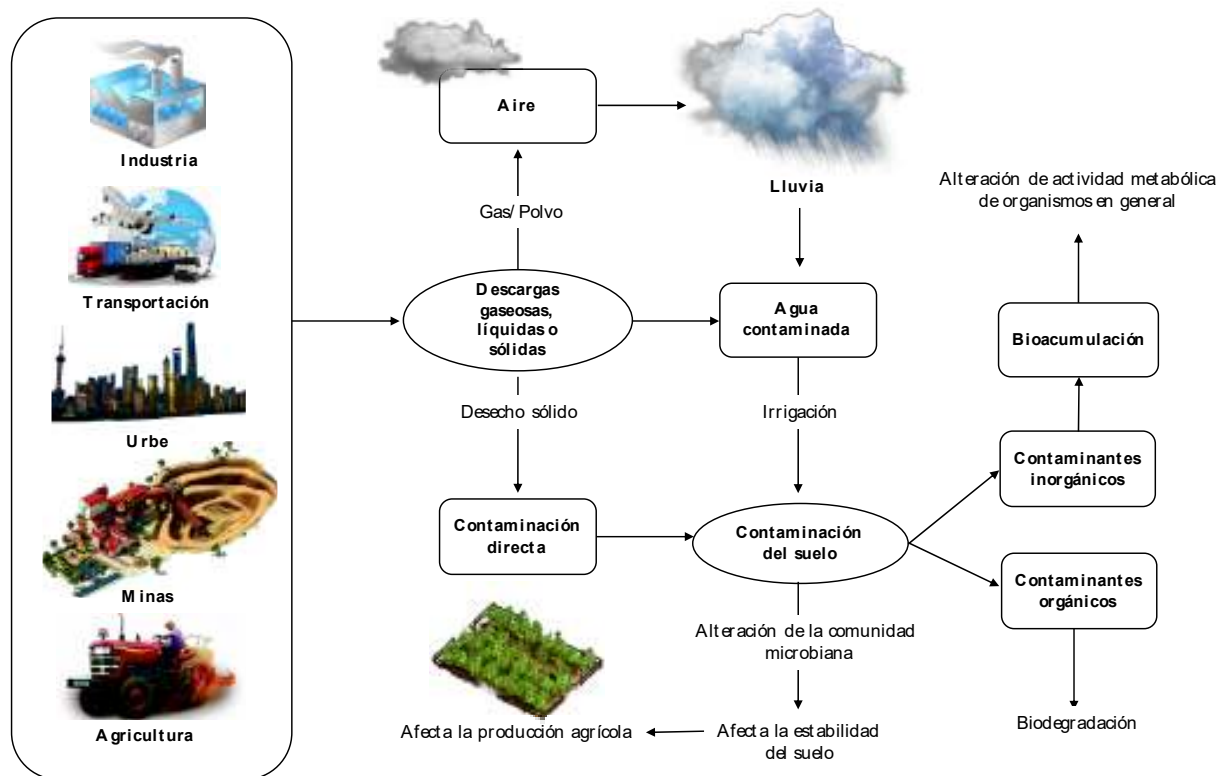 Industria
Transportación
Urbe
Minas
Agricultura
Aire
Gas/ Polvo
Descargas
gaseosas,
líquidas o
sólidas
Desecho sólido
Contaminación
directa
Lluvia
Agua
contaminada
Irrigación
Contaminación
del suelo
Alteración de la comunidad
microbiana
Afecta la estabilidad
del suelo
Afecta la producción agrícola
Alteración de actividad metabólica
de organismos en general
Bioacumulación
Contaminantes
inorgánicos
Contaminantes
orgánicos
Biodegradación